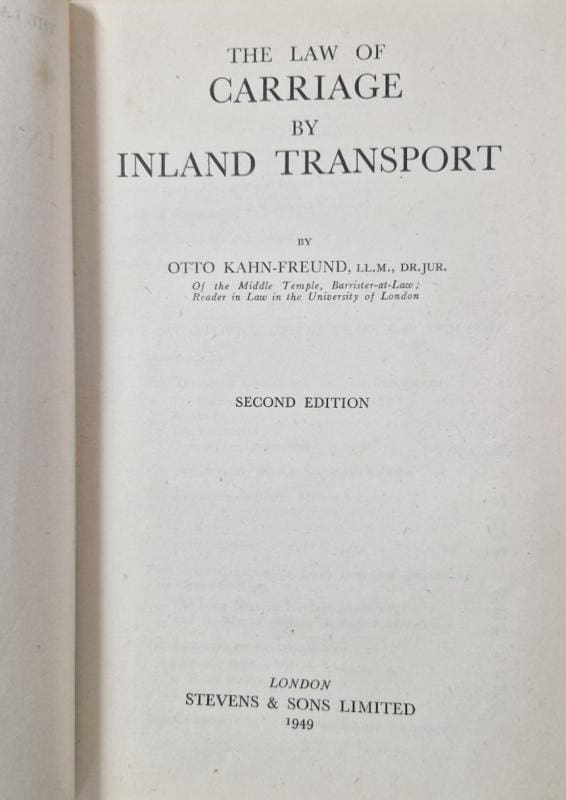 THE LAW OF
CARRIAGE
BY
INLAND TRANSPORT
BY
OTTO KAHN-FREUND, LL.M., DR.JUR.
Of the Middle Temple, Barrister-at-Law;
Reader in Law in the University of London
SECOND EDITION
LONDON
STEVENS & SONS LIMITED
1949